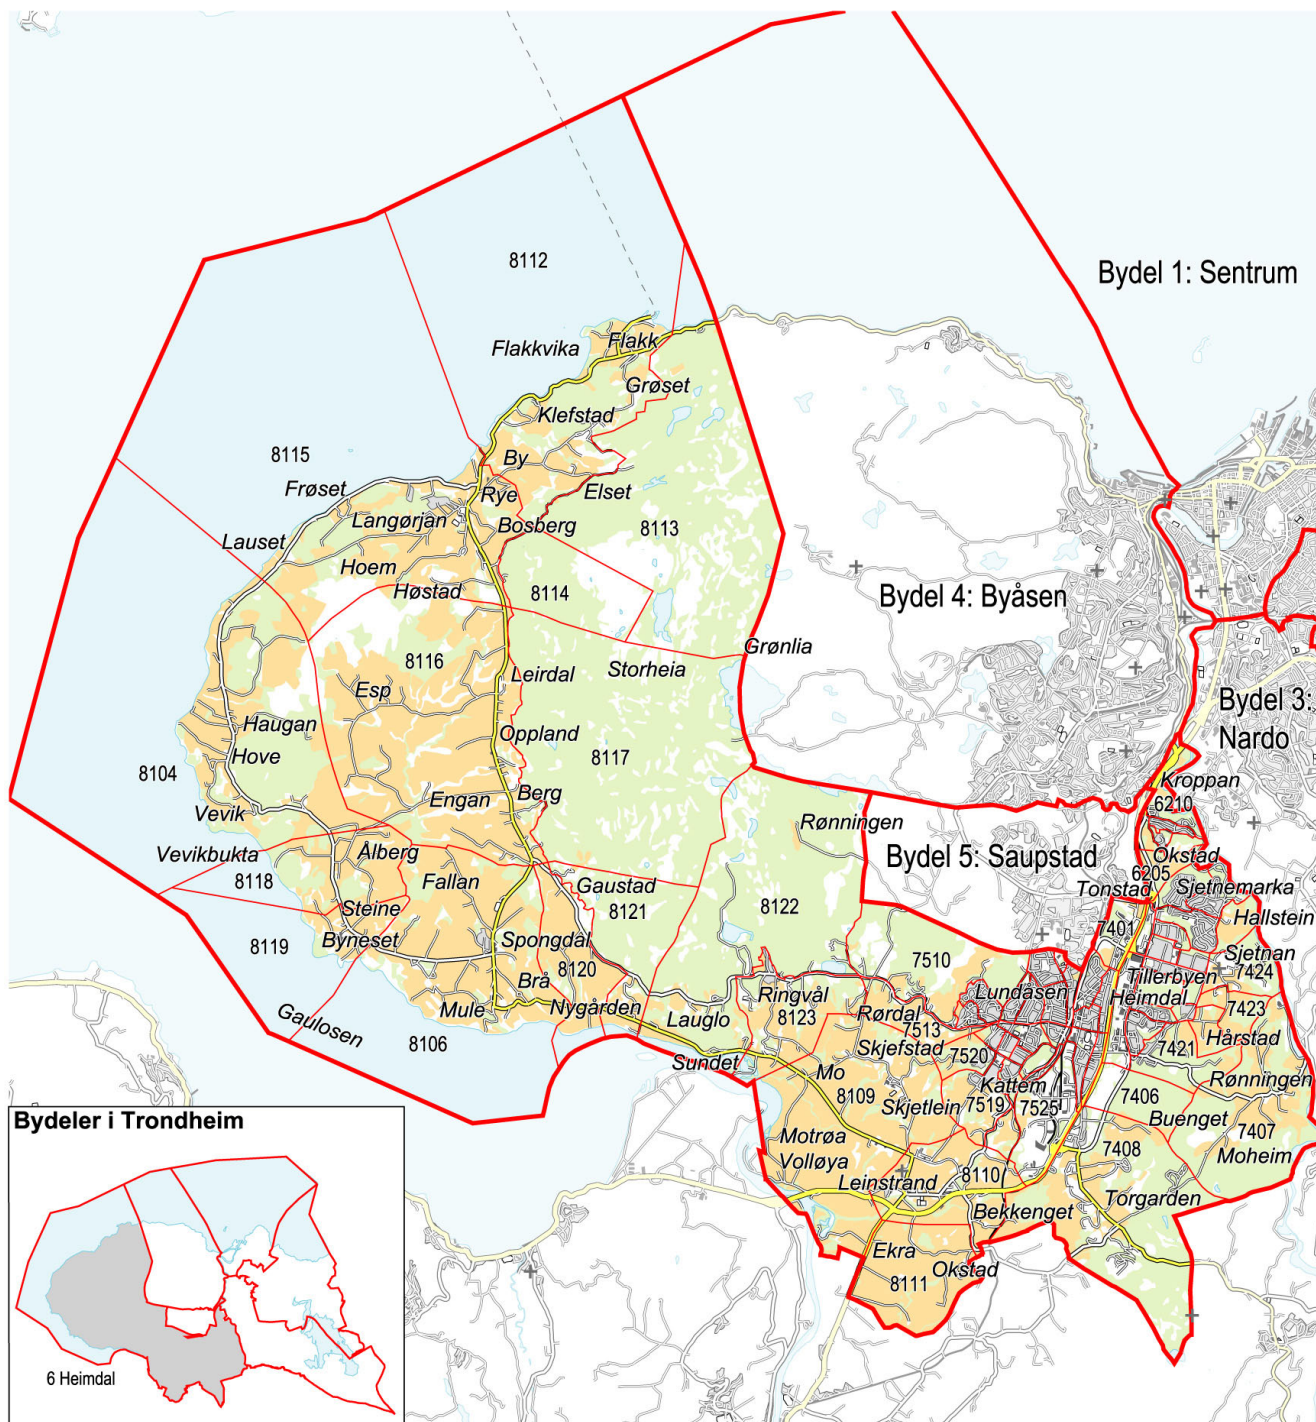 Bydel 1: Sentrum
8112
Flakkvika
Flakk
Grøset
Klefstad
8115
By
Frøset
Rye
Elset
Langørjan
Bosberg
8113
Lauset
Hoem
Høstad
8114
Bydel 4: Byåsen
Grønlia
8116
Leirdal
Storheia
Esp
Haugan
Oppland
Bydel 3:
Nardo
Hove
8117
8104
Berg
Engan
Kroppan
Vevik
6210
Rønningen
Vevikbukta
Ålberg
Bydel 5: Saupstad
Okstad
6205
8118
Fallan
Gaustad
Tonstad
Sjetnemarka
8121
8122
Steine
Hallstein
7401
8119
Byneset
Spongdal
7510
Sjetnan
8120
Tillerbyen
7424
Brå
Ringvål
Lundåsen
Heimdal
Mule
Nygården
Rørdal
7423
Gaulosen
Lauglo
8123
7513
Hårstad
8106
Skjefstad
7520
7421
Sundet
Mo
Kattem
Rønningen
8109
7406
Skjetlein
7519
7525
Buenget
Bydeler i Trondheim
Motrøa
7407
7408
Moheim
Volløya
Leinstrand
8110
Torgarden
Bekkenget
Ekra
Okstad
8111
6 Heimdal